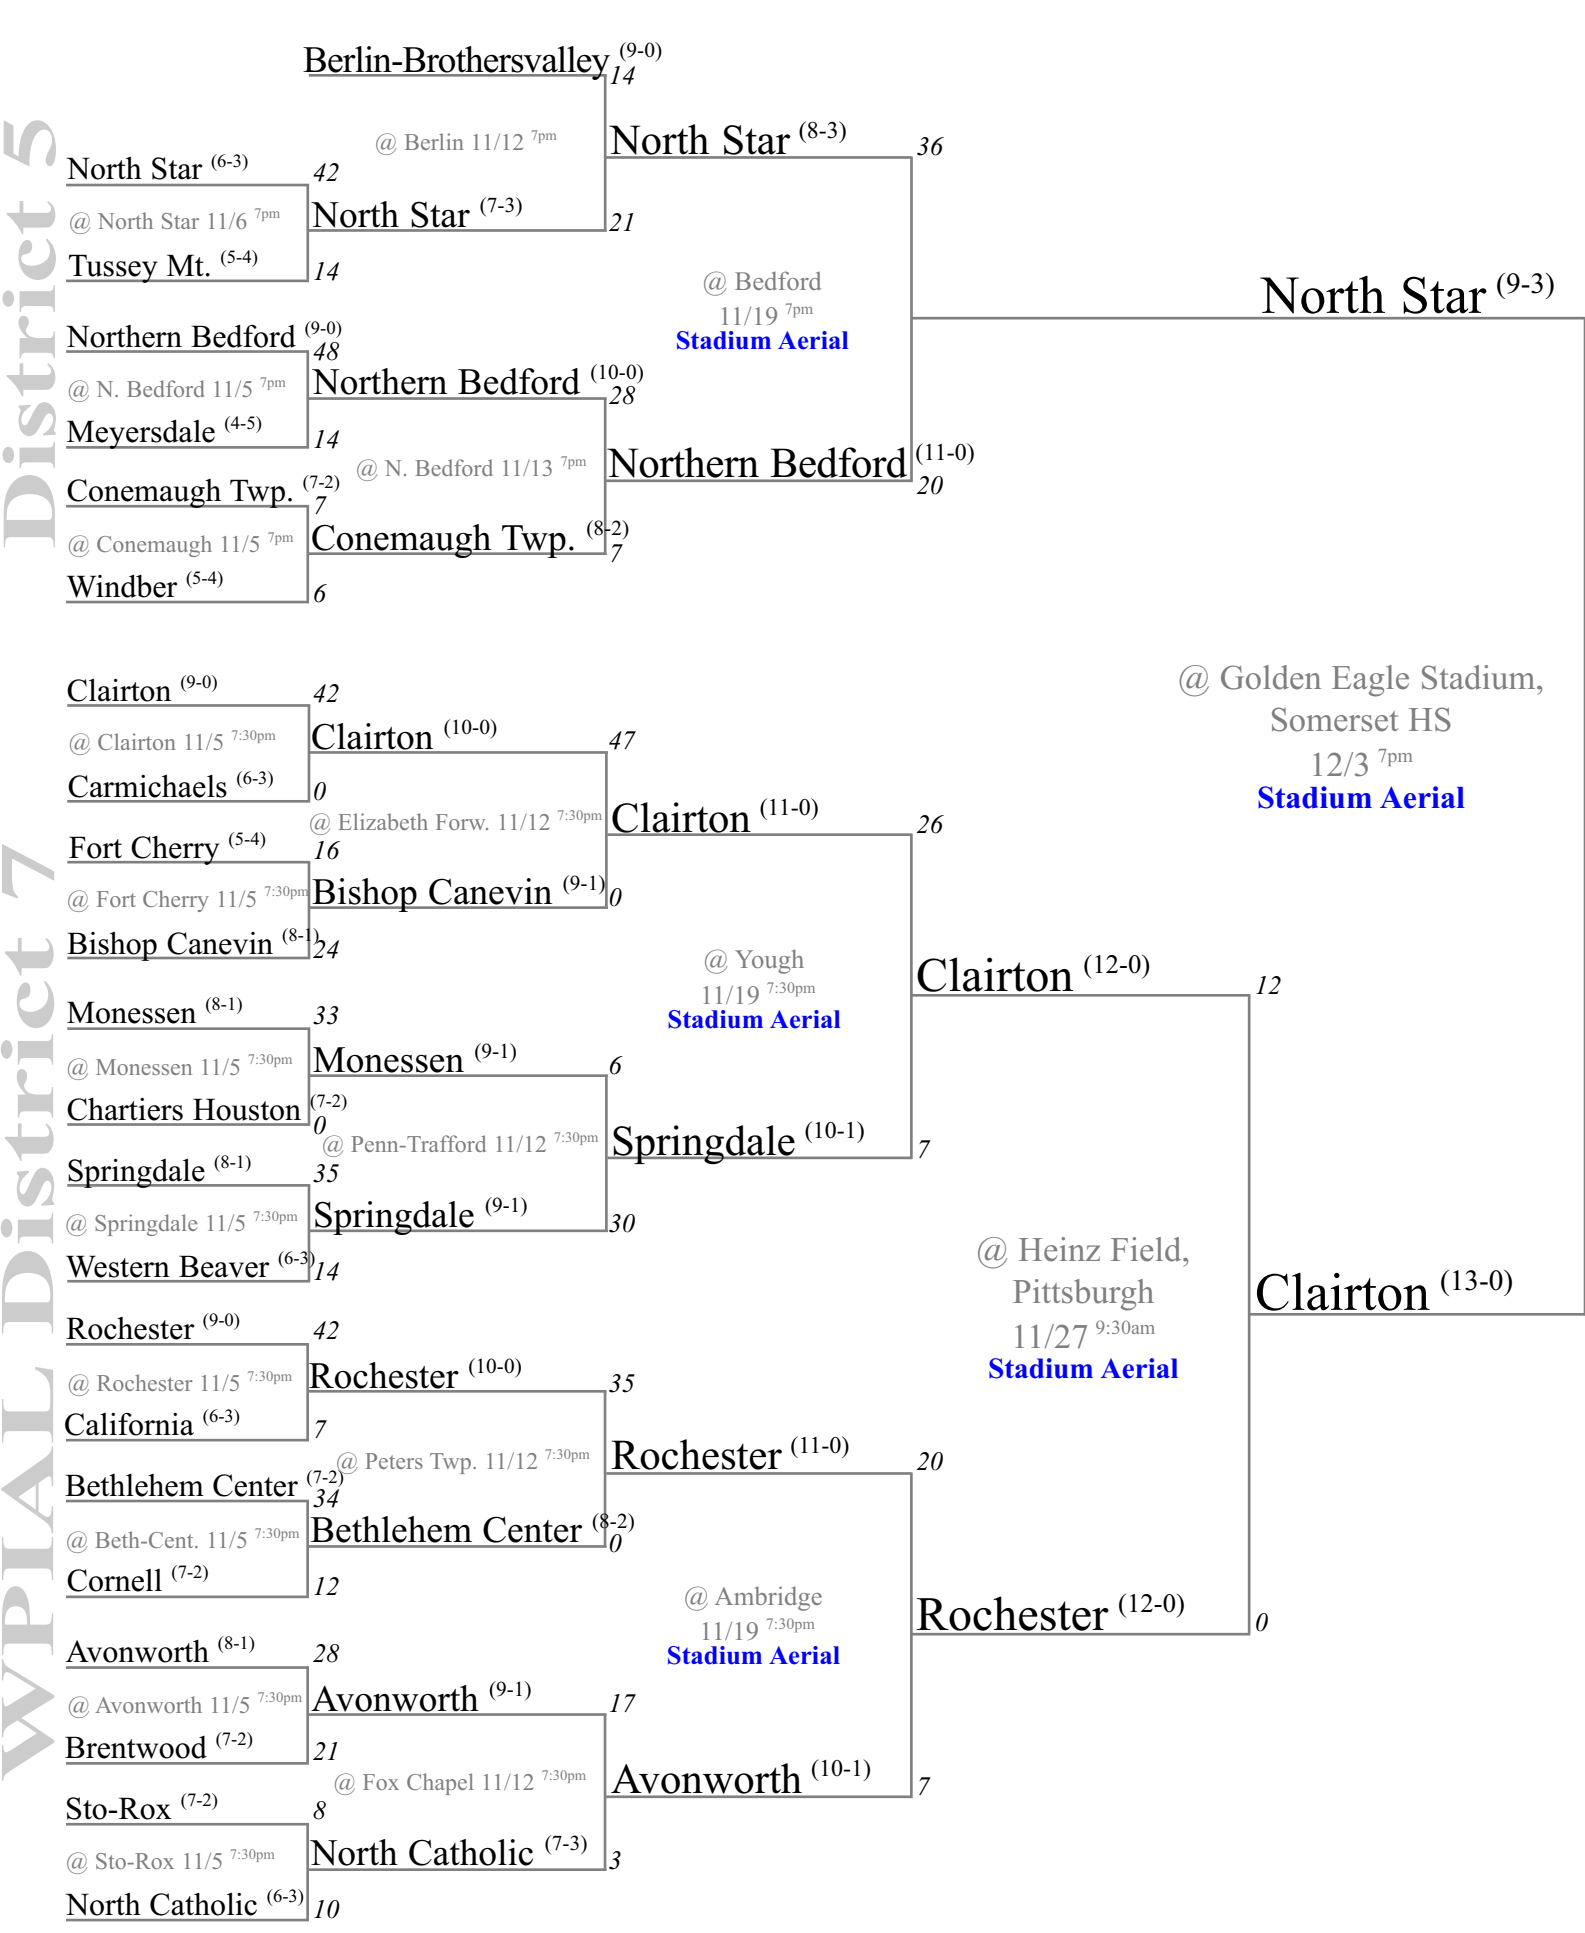 District 5
Berlin-Brothersvalley (9-0)
14
@ Berlin 11/12 7pm
North Star (8-3)
36
North Star (6-3)
42
@ North Star 11/6 7pm
North Star (7-3)
21
Tussey Mt. (5-4)
14
@ Bedford
11/19 7pm
Stadium Aerial
North Star (9-3)
Northern Bedford (9-0)
48
@ N. Bedford 11/5 7pm
Northern Bedford (10-0)
28
Meyersdale (4-5)
14
@ N. Bedford 11/13 7pm
Northern Bedford (11-0)
20
Conemaugh Twp. (7-2)
7
@ Conemaugh 11/5 7pm
Conemaugh Twp. (8-2)
7
Windber (5-4)
6
@ Golden Eagle Stadium,
Somerset HS
12/3 7pm
Stadium Aerial
WPIAL District 7
Clairton (9-0)
42
@ Clairton 11/5 7:30pm
Clairton (10-0)
47
Carmichaels (6-3)
0
@ Elizabeth Forw. 11/12 7:30pm
Clairton (11-0)
26
Fort Cherry (5-4)
16
@ Fort Cherry 11/5 7:30pm
Bishop Canevin (9-1)
0
Bishop Canevin (8-1)
24
@ Yough
11/19 7:30pm
Stadium Aerial
Clairton (12-0)
12
Monessen (8-1)
33
@ Monessen 11/5 7:30pm
Monessen (9-1)
6
Chartiers Houston (7-2)
0
@ Penn-Trafford 11/12 7:30pm
Springdale (10-1)
7
Springdale (8-1)
35
@ Springdale 11/5 7:30pm
Springdale (9-1)
30
Western Beaver (6-3)
14
@ Heinz Field,
Pittsburgh
11/27 9:30am
Stadium Aerial
Clairton (13-0)
Rochester (9-0)
42
@ Rochester 11/5 7:30pm
Rochester (10-0)
35
California (6-3)
7
@ Peters Twp. 11/12 7:30pm
Rochester (11-0)
20
Bethlehem Center (7-2)
34
@ Beth-Cent. 11/5 7:30pm
Bethlehem Center (8-2)
0
Cornell (7-2)
12
@ Ambridge
11/19 7:30pm
Stadium Aerial
Rochester (12-0)
0
Avonworth (8-1)
28
@ Avonworth 11/5 7:30pm
Avonworth (9-1)
17
Brentwood (7-2)
21
@ Fox Chapel 11/12 7:30pm
Avonworth (10-1)
7
Sto-Rox (7-2)
8
@ Sto-Rox 11/5 7:30pm
North Catholic (7-3)
3
North Catholic (6-3)
10